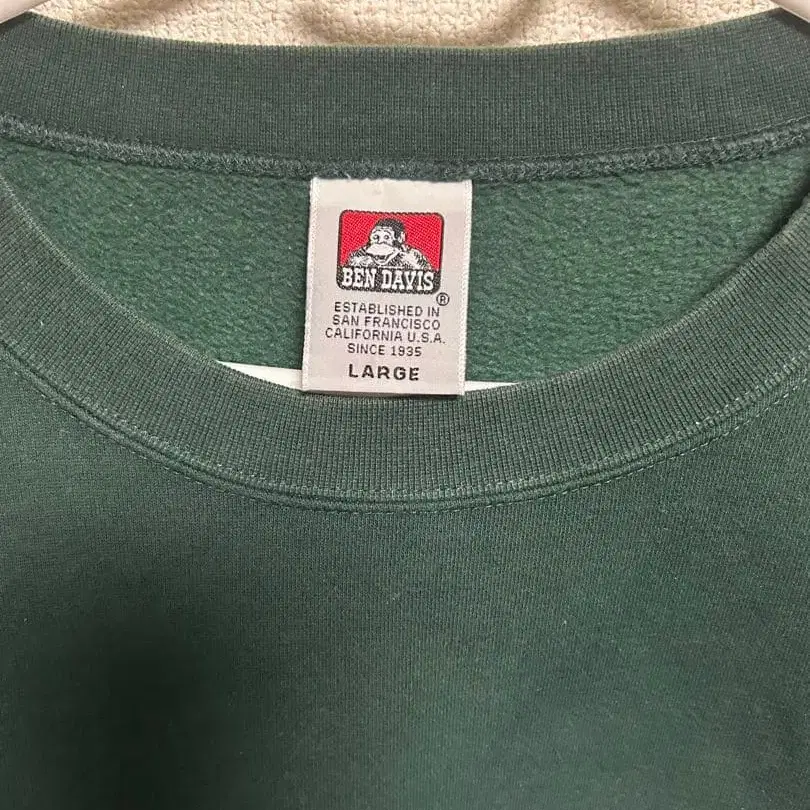 BEN DAVIS
®
ESTABLISHED IN
SAN FRANCISCO
CALIFORNIA U.S.A.
SINCE 1935
LARGE